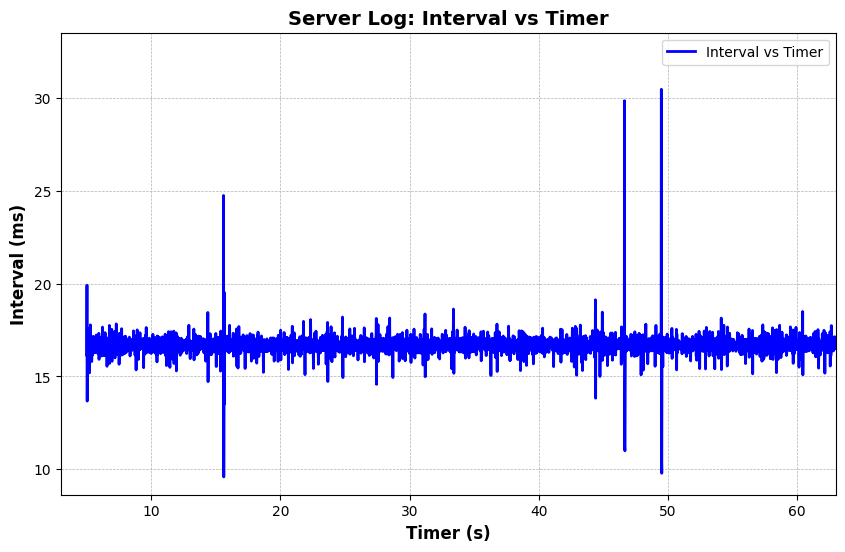 Server Log: Interval vs Timer
Interval vs Timer
30
25
20
15
10
Interval (ms)
10 20 30 40 50 60
Timer (s)